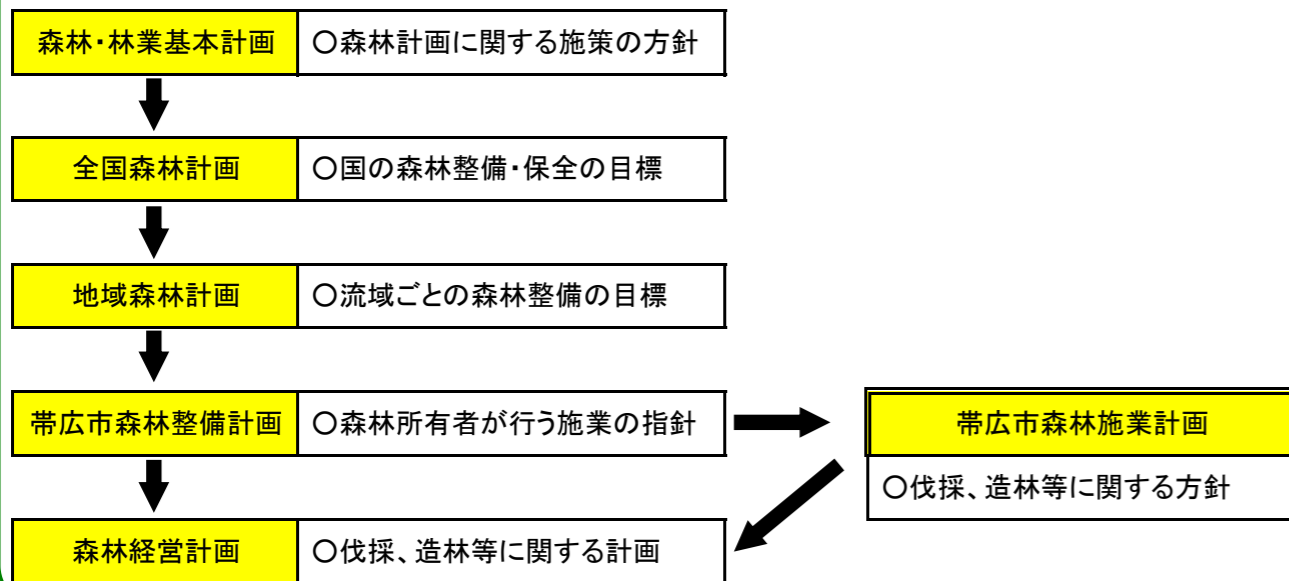 森林・林業基本計画 〇森林計画に関する施策の方針
全国森林計画 〇国の森林整備・保全の目標
地域森林計画 〇流域ごとの森林整備の目標
帯広市森林整備計画 〇森林所有者が行う施業の指針
帯広市森林施業計画
〇伐採、造林等に関する方針
森林経営計画 〇伐採、造林等に関する計画